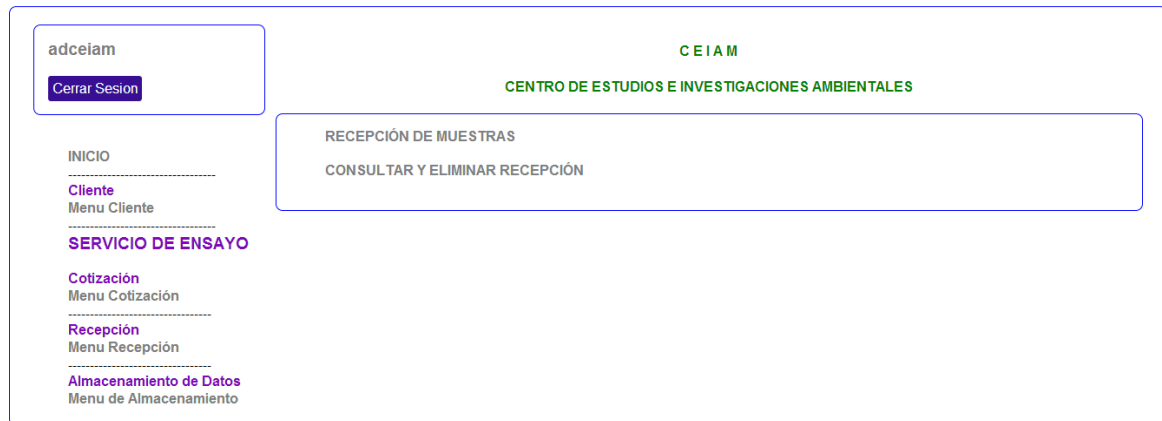 adceiam
Cerrar Sesion
C E I A M
CENTRO DE ESTUDIOS E INVESTIGACIONES AMBIENTALES
INICIO
----------------------------------
Cliente
Menu Cliente
----------------------------------
SERVICIO DE ENSAYO
Cotización
Menu Cotización
---------------------------------
Recepción
Menu Recepción
---------------------------------
Almacenamiento de Datos
Menu de Almacenamiento
RECEPCIÓN DE MUESTRAS
CONSULTAR Y ELIMINAR RECEPCIÓN